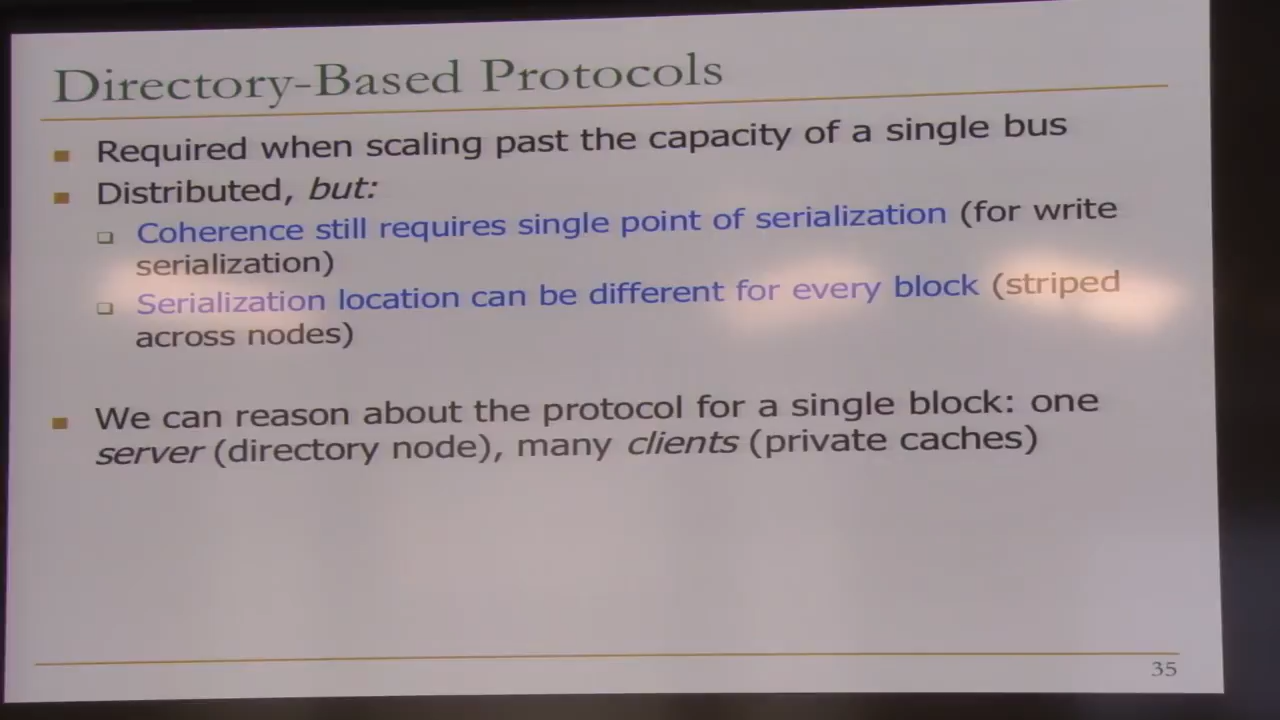 Directory-Based Protocols
Required when scaling past the capacity of a single bus
Distributed, but:
Coherence still requires single point of serialization (for write
serialization)
Serialization location can be different for every block (striped
across nodes)
We can reason about the protocol for a single block: one
server (directory node), many clients (private caches)
35